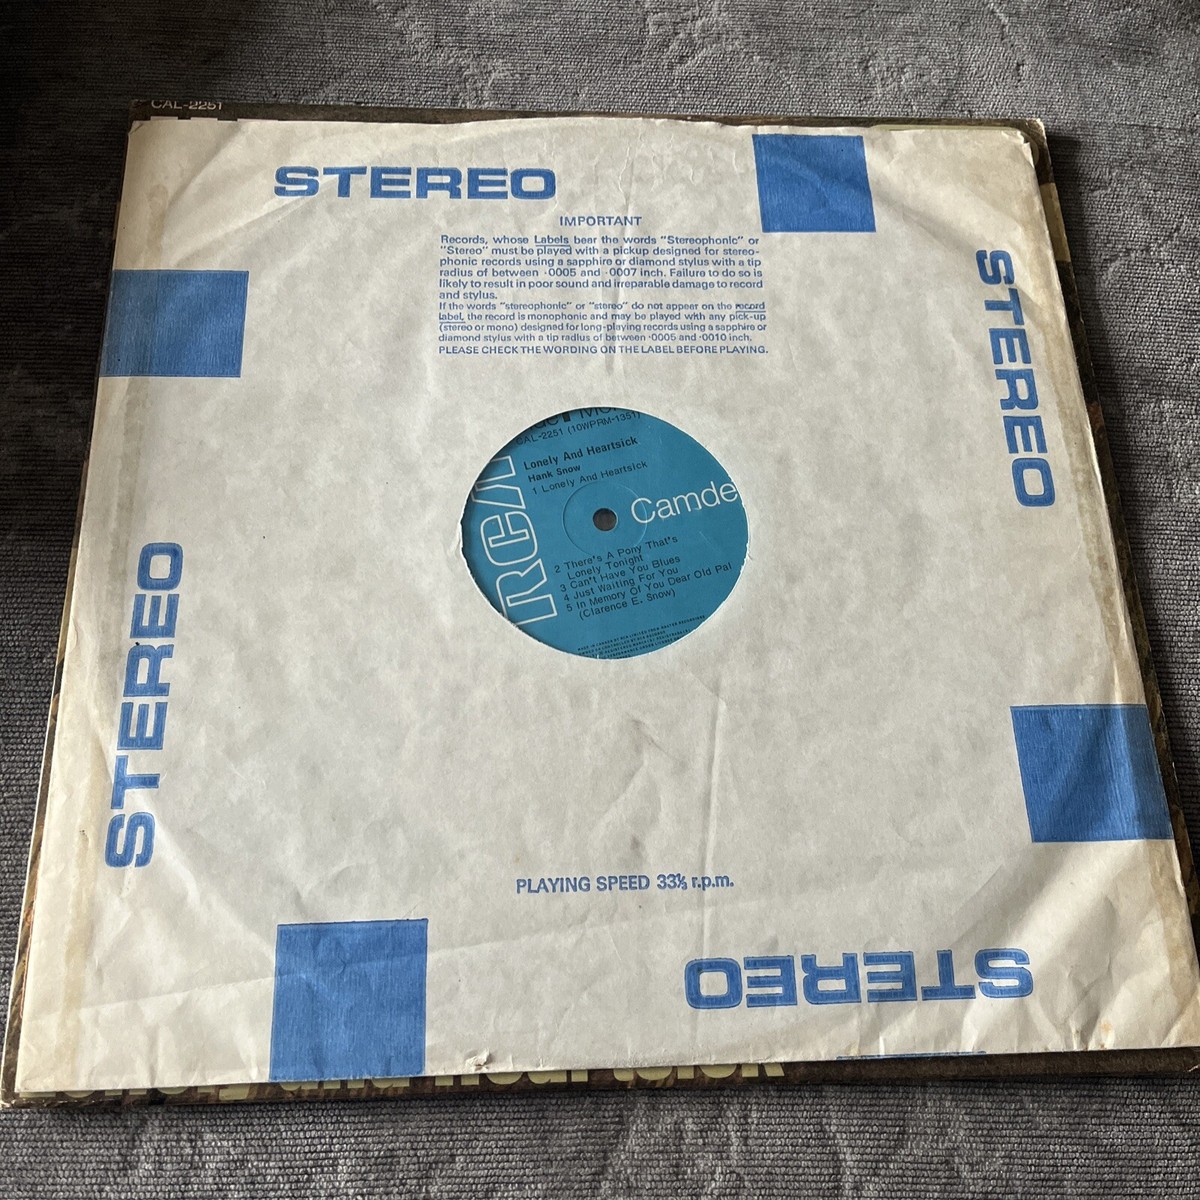 CAL-2251
STEREO
IMPORTANT
Records, whose Labels bear the words "Stereophonic" or
"Stereo" must be played with a pickup designed for stereo-
phonic records using a sapphire or diamond stylus with a tip
radius of between ·0005 and ·0007 inch. Failure to do so is
likely to result in poor sound and irreparable damage to record
and stylus.
If the words "stereophonic" or "stereo" do not appear on the record
label, the record is monophonic and may be played with any pick-up
(stereo or mono) designed for long-playing records using a sapphire or
diamond stylus with a tip radius of between ·0005 and ·0010 inch.
PLEASE CHECK THE WORDING ON THE LABEL BEFORE PLAYING.
STEREO
CAL-2251 (10WPRM-1351)
Lonely And Heartsick
Hank Snow
1 Lonely And Heartsick
RCA
Camde
2 There's A Pony That's
Lonely Tonight
3 Can't Have You Blues
4 Just Waiting For You
5 In Memory Of You Dear Old Pal
(Clarence E. Snow)
STEREO
PLAYING SPEED 33⅓ r.p.m.
STEREO